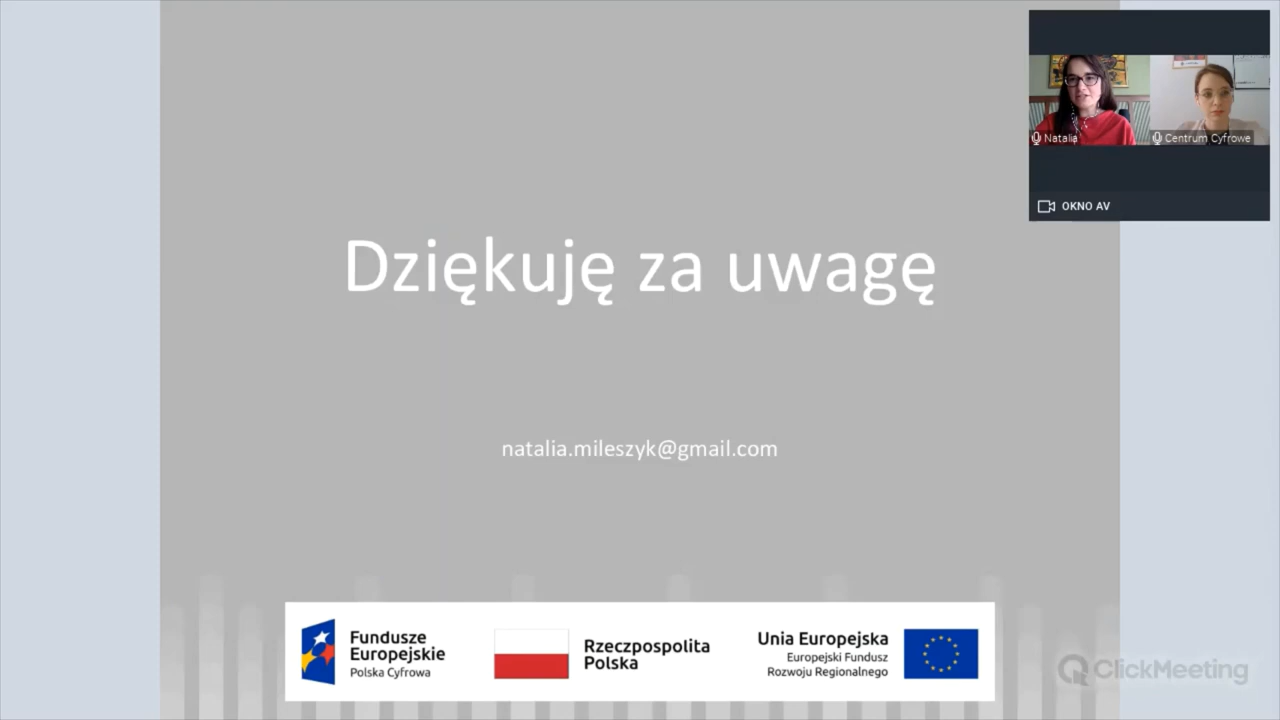 Natalia
Centrum Cyfrowe
OKNO AV
Dziękuję za uwagę
natalia.mileszyk@gmail.com
Fundusze
Europejskie
Polska Cyfrowa
Rzeczpospolita
Polska
Unia Europejska
Europejski Fundusz
Rozwoju Regionalnego
ClickMeeting